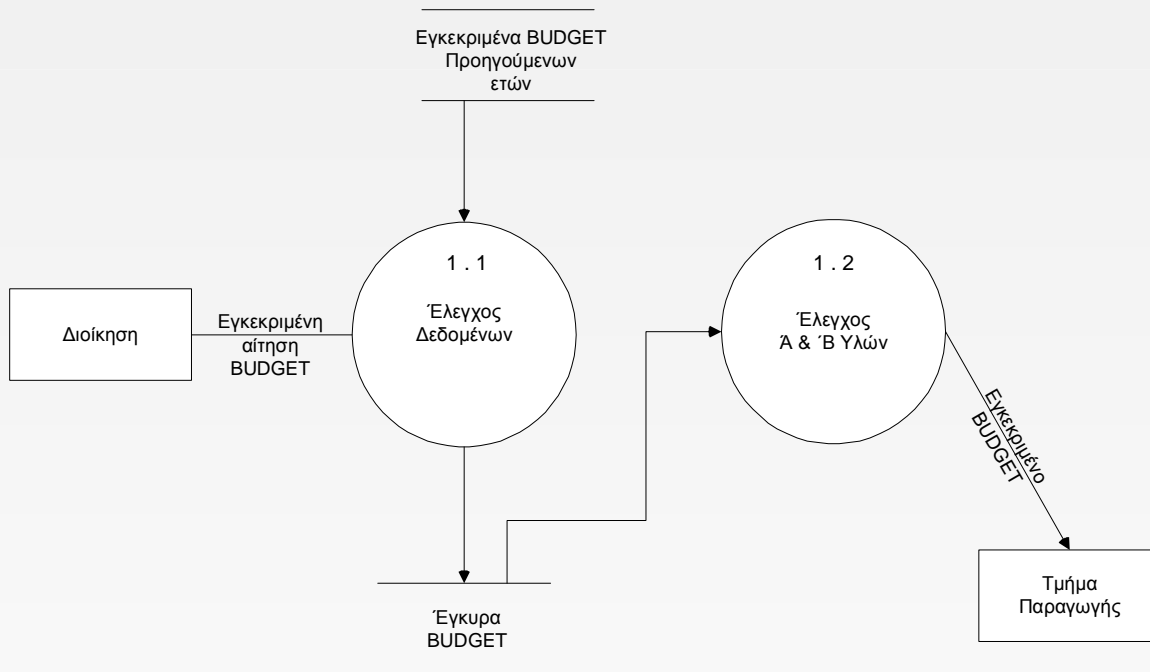 Εγκεκριμένα BUDGET
Προηγούμενων
ετών
1 . 1
Έλεγχος
Δεδομένων
1 . 2
Έλεγχος
Ά & ΄Β Υλών
Διοίκηση
Εγκεκριμένη
αίτηση
BUDGET
Εγκεκριμένο
BUDGET
Τμήμα
Παραγωγής
Έγκυρα
BUDGET